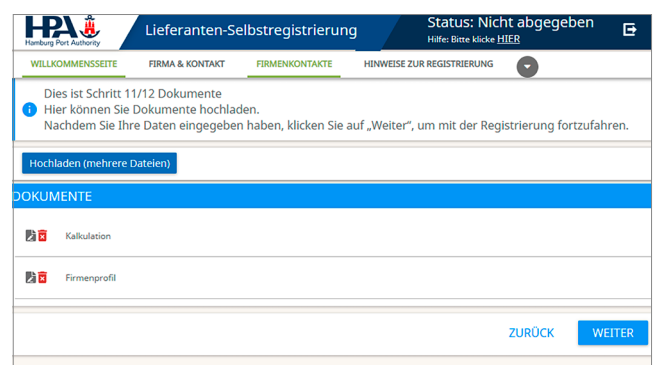 HPA
Hamburg Port Authority
Lieferanten-Selbstregistrierung
Status: Nicht abgegeben
Hilfe: Bitte klicke HIER
WILLKOMMENSSEITE FIRMA & KONTAKT FIRMENKONTAKTE HINWEISE ZUR REGISTRIERUNG
Dies ist Schritt 11/12 Dokumente
Hier können Sie Dokumente hochladen.
Nachdem Sie Ihre Daten eingegeben haben, klicken Sie auf „Weiter“, um mit der Registrierung fortzufahren.
Hochladen (mehrere Dateien)
DOKUMENTE
Kalkulation
Firmenprofil
ZURÜCK WEITER